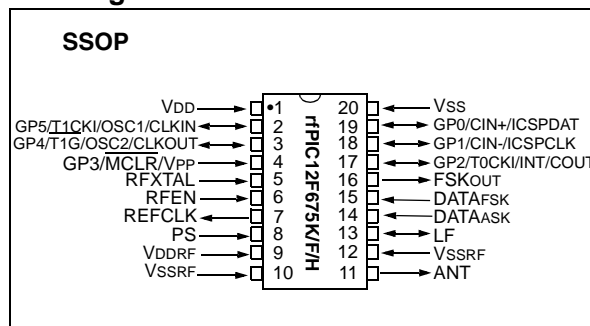 SSOP
VDD
GP5/T1CKI/OSC1/CLKIN
GP4/T1G/OSC2/CLKOUT
GP3/MCLR/VPP
RFXTAL
RFEN
REFCLK
PS
VDDRF
VSSRF
1
2
3
4
5
6
7
8
9
10
rfPIC12F675K/F/H
20
19
18
17
16
15
14
13
12
11
VSS
GP0/CIN+/ICSPDAT
GP1/CIN-/ICSPCLK
GP2/T0CKI/INT/COUT
FSKOUT
DATAFSK
DATAASK
LF
VSSRF
ANT